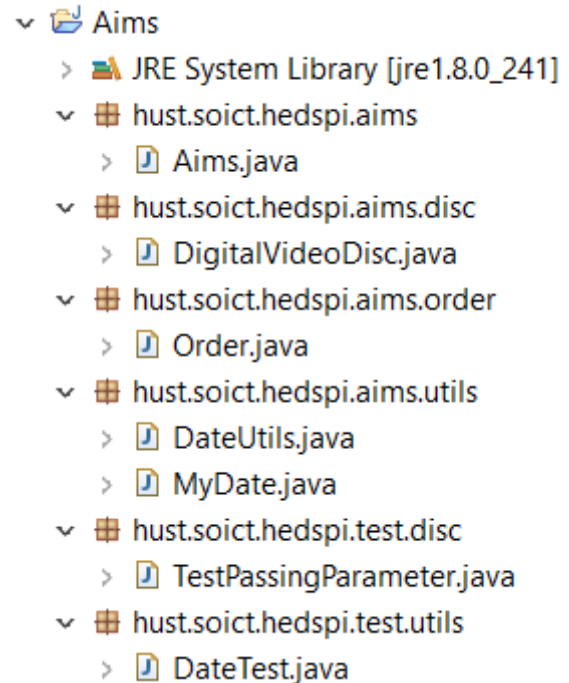 Aims
JRE System Library [jre1.8.0_241]
hust.soict.hedspi.aims
Aims.java
hust.soict.hedspi.aims.disc
DigitalVideoDisc.java
hust.soict.hedspi.aims.order
Order.java
hust.soict.hedspi.aims.utils
DateUtils.java
MyDate.java
hust.soict.hedspi.test.disc
TestPassingParameter.java
hust.soict.hedspi.test.utils
DateTest.java